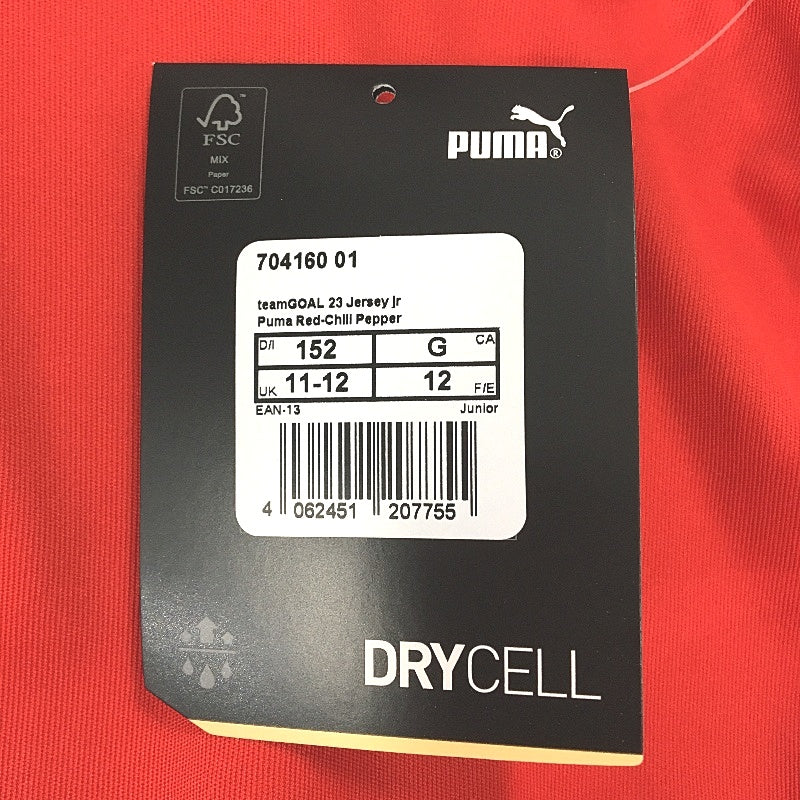 FSC
MIX
Paper
FSC™ C017236
PUMA®
704160 01
teamGOAL 23 Jersey jr
Puma Red-Chili Pepper
D/I 152 G CA
UK 11-12 12 F/E
EAN-13 Junior
4 062451 207755
DRYCELL